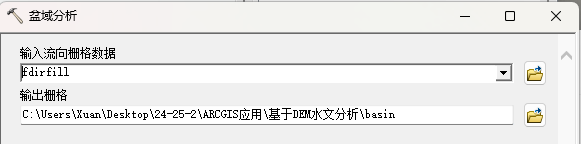 盆域分析
输入流向栅格数据
fdirfill
输出栅格
C:\Users\Xuan\Desktop\24-25-2\ARCGIS应用\基于DEM水文分析\basin